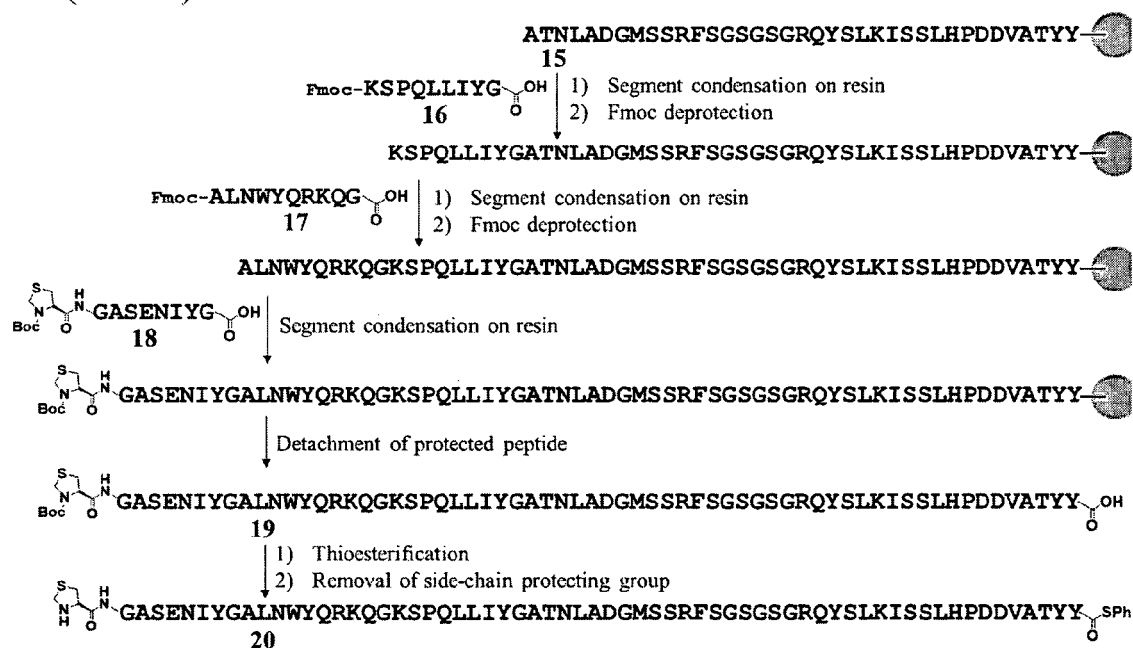 ATNLADGMSSRFSGSGSGRQYSLKISSLHPDDVATYY
15
Fmoc-KSPQLLIYG OH
O
16
1) Segment condensation on resin
2) Fmoc deprotection
KSPQLLIYGATNLADGMSSRFSGSGSGRQYSLKISSLHPDDVATYY
Fmoc-ALNWYQRKQG OH
O
17
1) Segment condensation on resin
2) Fmoc deprotection
ALNWYQRKQGKSPQLLIYGATNLADGMSSRFSGSGSGRQYSLKISSLHPDDVATYY
S H
N N GASENIYG OH
Boc O O
18
Segment condensation on resin
S H
N N GASENIYGALNWYQRKQGKSPQLLIYGATNLADGMSSRFSGSGSGRQYSLKISSLHPDDVATYY
Boc O
Detachment of protected peptide
S H
N N GASENIYGALNWYQRKQGKSPQLLIYGATNLADGMSSRFSGSGSGRQYSLKISSLHPDDVATYY OH
Boc O O
19
1) Thioesterification
2) Removal of side-chain protecting group
S H
N N GASENIYGALNWYQRKQGKSPQLLIYGATNLADGMSSRFSGSGSGRQYSLKISSLHPDDVATYY SPh
H O O
20